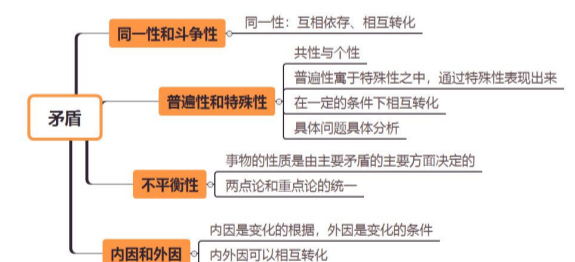 同一性和斗争性
同一性：互相依存、相互转化
共性与个性
普遍性寓于特殊性之中，通过特殊性表现出来
普遍性和特殊性
在一定的条件下相互转化
具体问题具体分析
矛盾
事物的性质是由主要矛盾的主要方面决定的
不平衡性
两点论和重点论的统一
内因是变化的根据，外因是变化的条件
内因和外因
内外因可以相互转化